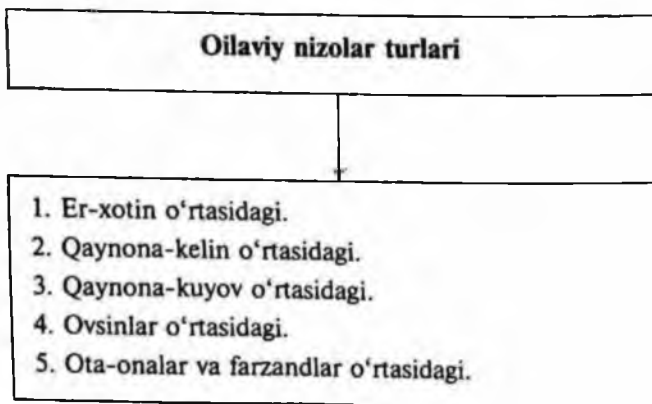 Oilaviy nizolar turlari
1. Er-xotin o‘rtasidagi.
2. Qaynona-kelin o‘rtasidagi.
3. Qaynona-kuyov o‘rtasidagi.
4. Ovsinlar o‘rtasidagi.
5. Ota-onalar va farzandlar o‘rtasidagi.